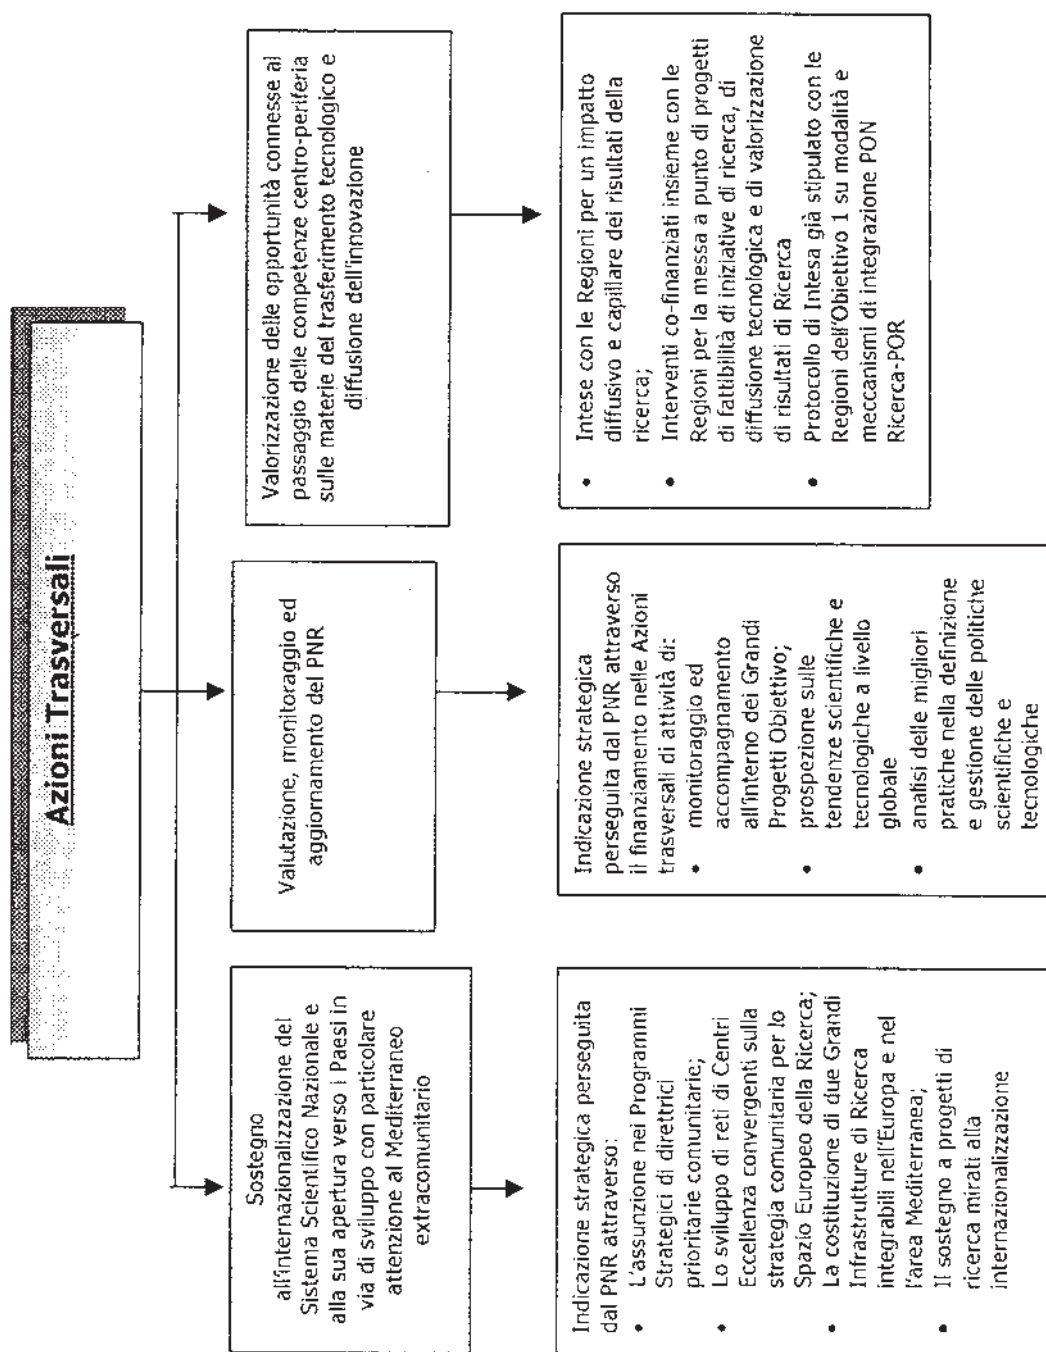 Azioni Trasversali
Sostegno
all'internazionalizzazione del
Sistema Scientifico Nazionale e
alla sua apertura verso i Paesi in
via di sviluppo con particolare
attenzione al Mediterraneo
extracomunitario
Valutazione, monitoraggio ed
aggiornamento del PNR
Valorizzazione delle opportunità connesse al
passaggio delle competenze centro-periferia
sulle materie del trasferimento tecnologico e
diffusione dell'innovazione
Indicazione strategica perseguita
dal PNR attraverso:
• L'assunzione nei Programmi
Strategici di direttrici
prioritarie comunitarie;
• Lo sviluppo di reti di Centri
Eccellenza convergenti sulla
strategia comunitaria per lo
Spazio Europeo della Ricerca;
• La costituzione di due Grandi
Infrastrutture di Ricerca
integrabili nell'Europa e nel
l'area Mediterranea;
• Il sostegno a progetti di
ricerca mirati alla
internazionalizzazione
Indicazione strategica
perseguita dal PNR attraverso
il finanziamento nelle Azioni
trasversali di attività di:
• monitoraggio ed
accompagnamento
all'interno dei Grandi
Progetti Obiettivo;
• prospezione sulle
tendenze scientifiche e
tecnologiche a livello
globale
• analisi delle migliori
pratiche nella definizione
e gestione delle politiche
scientifiche e
tecnologiche
• Intese con le Regioni per un impatto
diffusivo e capillare dei risultati della
ricerca;
• Interventi co-finanziati insieme con le
Regioni per la messa a punto di progetti
di fattibilità di iniziative di ricerca, di
diffusione tecnologica e di valorizzazione
di risultati di Ricerca
• Protocollo di Intesa già stipulato con le
Regioni dell'Obiettivo 1 su modalità e
meccanismi di integrazione PON
Ricerca-POR